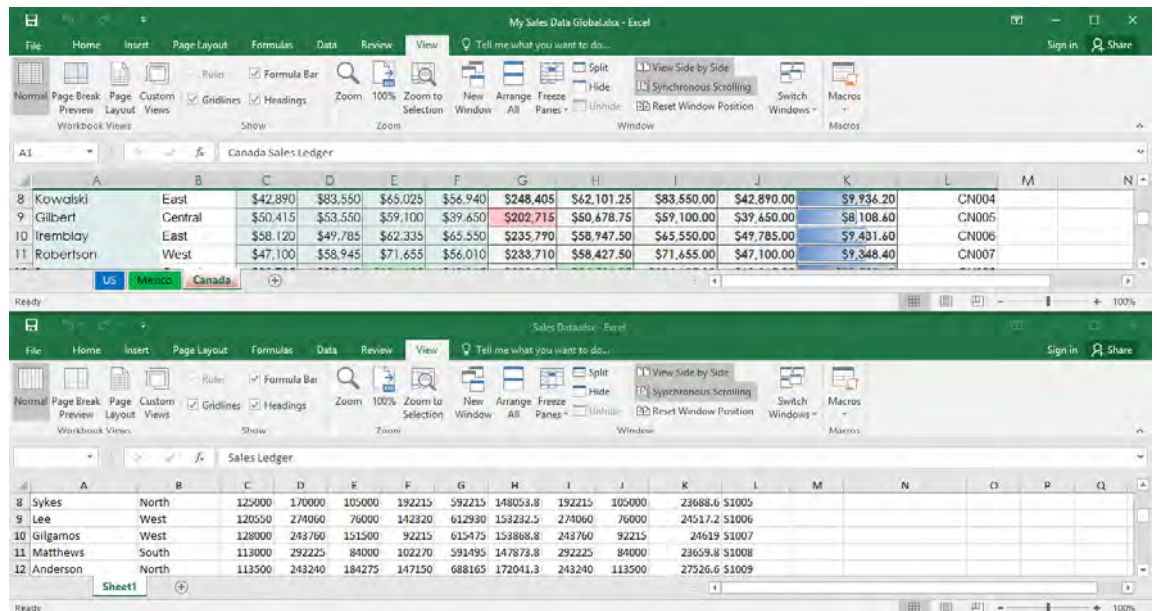 My Sales Data Global.xlsx - Excel
File Home Insert Page Layout Formulas Data Review View Tell me what you want to do... Sign in Share
Normal Page Break Preview Page Layout Custom Views Ruler Gridlines Formula Bar Headings Zoom 100% Zoom to Selection New Window Arrange All Freeze Panes Split Hide Unhide View Side by Side Synchronous Scrolling Reset Window Position Switch Windows Macros
Workbook Views Show Zoom Window Macros
A1 fx Canada Sales Ledger
A B C D E F G H I J K L M N
8 Kowalski East $42,890 $83,550 $65,025 $56,940 $248,405 $62,101.25 $83,550.00 $42,890.00 $9,936.20 CN004
9 Gilbert Central $50,415 $53,550 $59,100 $39,650 $202,715 $50,678.75 $59,100.00 $39,650.00 $8,108.60 CN005
10 Tremblay East $58,120 $49,785 $62,335 $65,550 $235,790 $58,947.50 $65,550.00 $49,785.00 $9,431.60 CN006
11 Robertson West $47,100 $58,945 $71,655 $56,010 $233,710 $58,427.50 $71,655.00 $47,100.00 $9,348.40 CN007
US Mexico Canada
Ready 100%
Sales Data.xlsx - Excel
File Home Insert Page Layout Formulas Data Review View Tell me what you want to do... Sign in Share
Normal Page Break Preview Page Layout Custom Views Ruler Gridlines Formula Bar Headings Zoom 100% Zoom to Selection New Window Arrange All Freeze Panes Split Hide Unhide View Side by Side Synchronous Scrolling Reset Window Position Switch Windows Macros
Workbook Views Show Zoom Window Macros
fx Sales Ledger
A B C D E F G H I J K L M N O P Q
8 Sykes North 125000 170000 105000 192215 592215 148053.8 192215 105000 23688.6 S1005
9 Lee West 120550 274060 76000 142320 612930 153232.5 274060 76000 24517.2 S1006
10 Gilgamos West 128000 243760 151500 92215 615475 153868.8 243760 92215 24619 S1007
11 Matthews South 113000 292225 84000 102270 591495 147873.8 292225 84000 23659.8 S1008
12 Anderson North 113500 243240 184275 147150 688165 172041.3 243240 113500 27526.6 S1009
Sheet1
Ready 100%